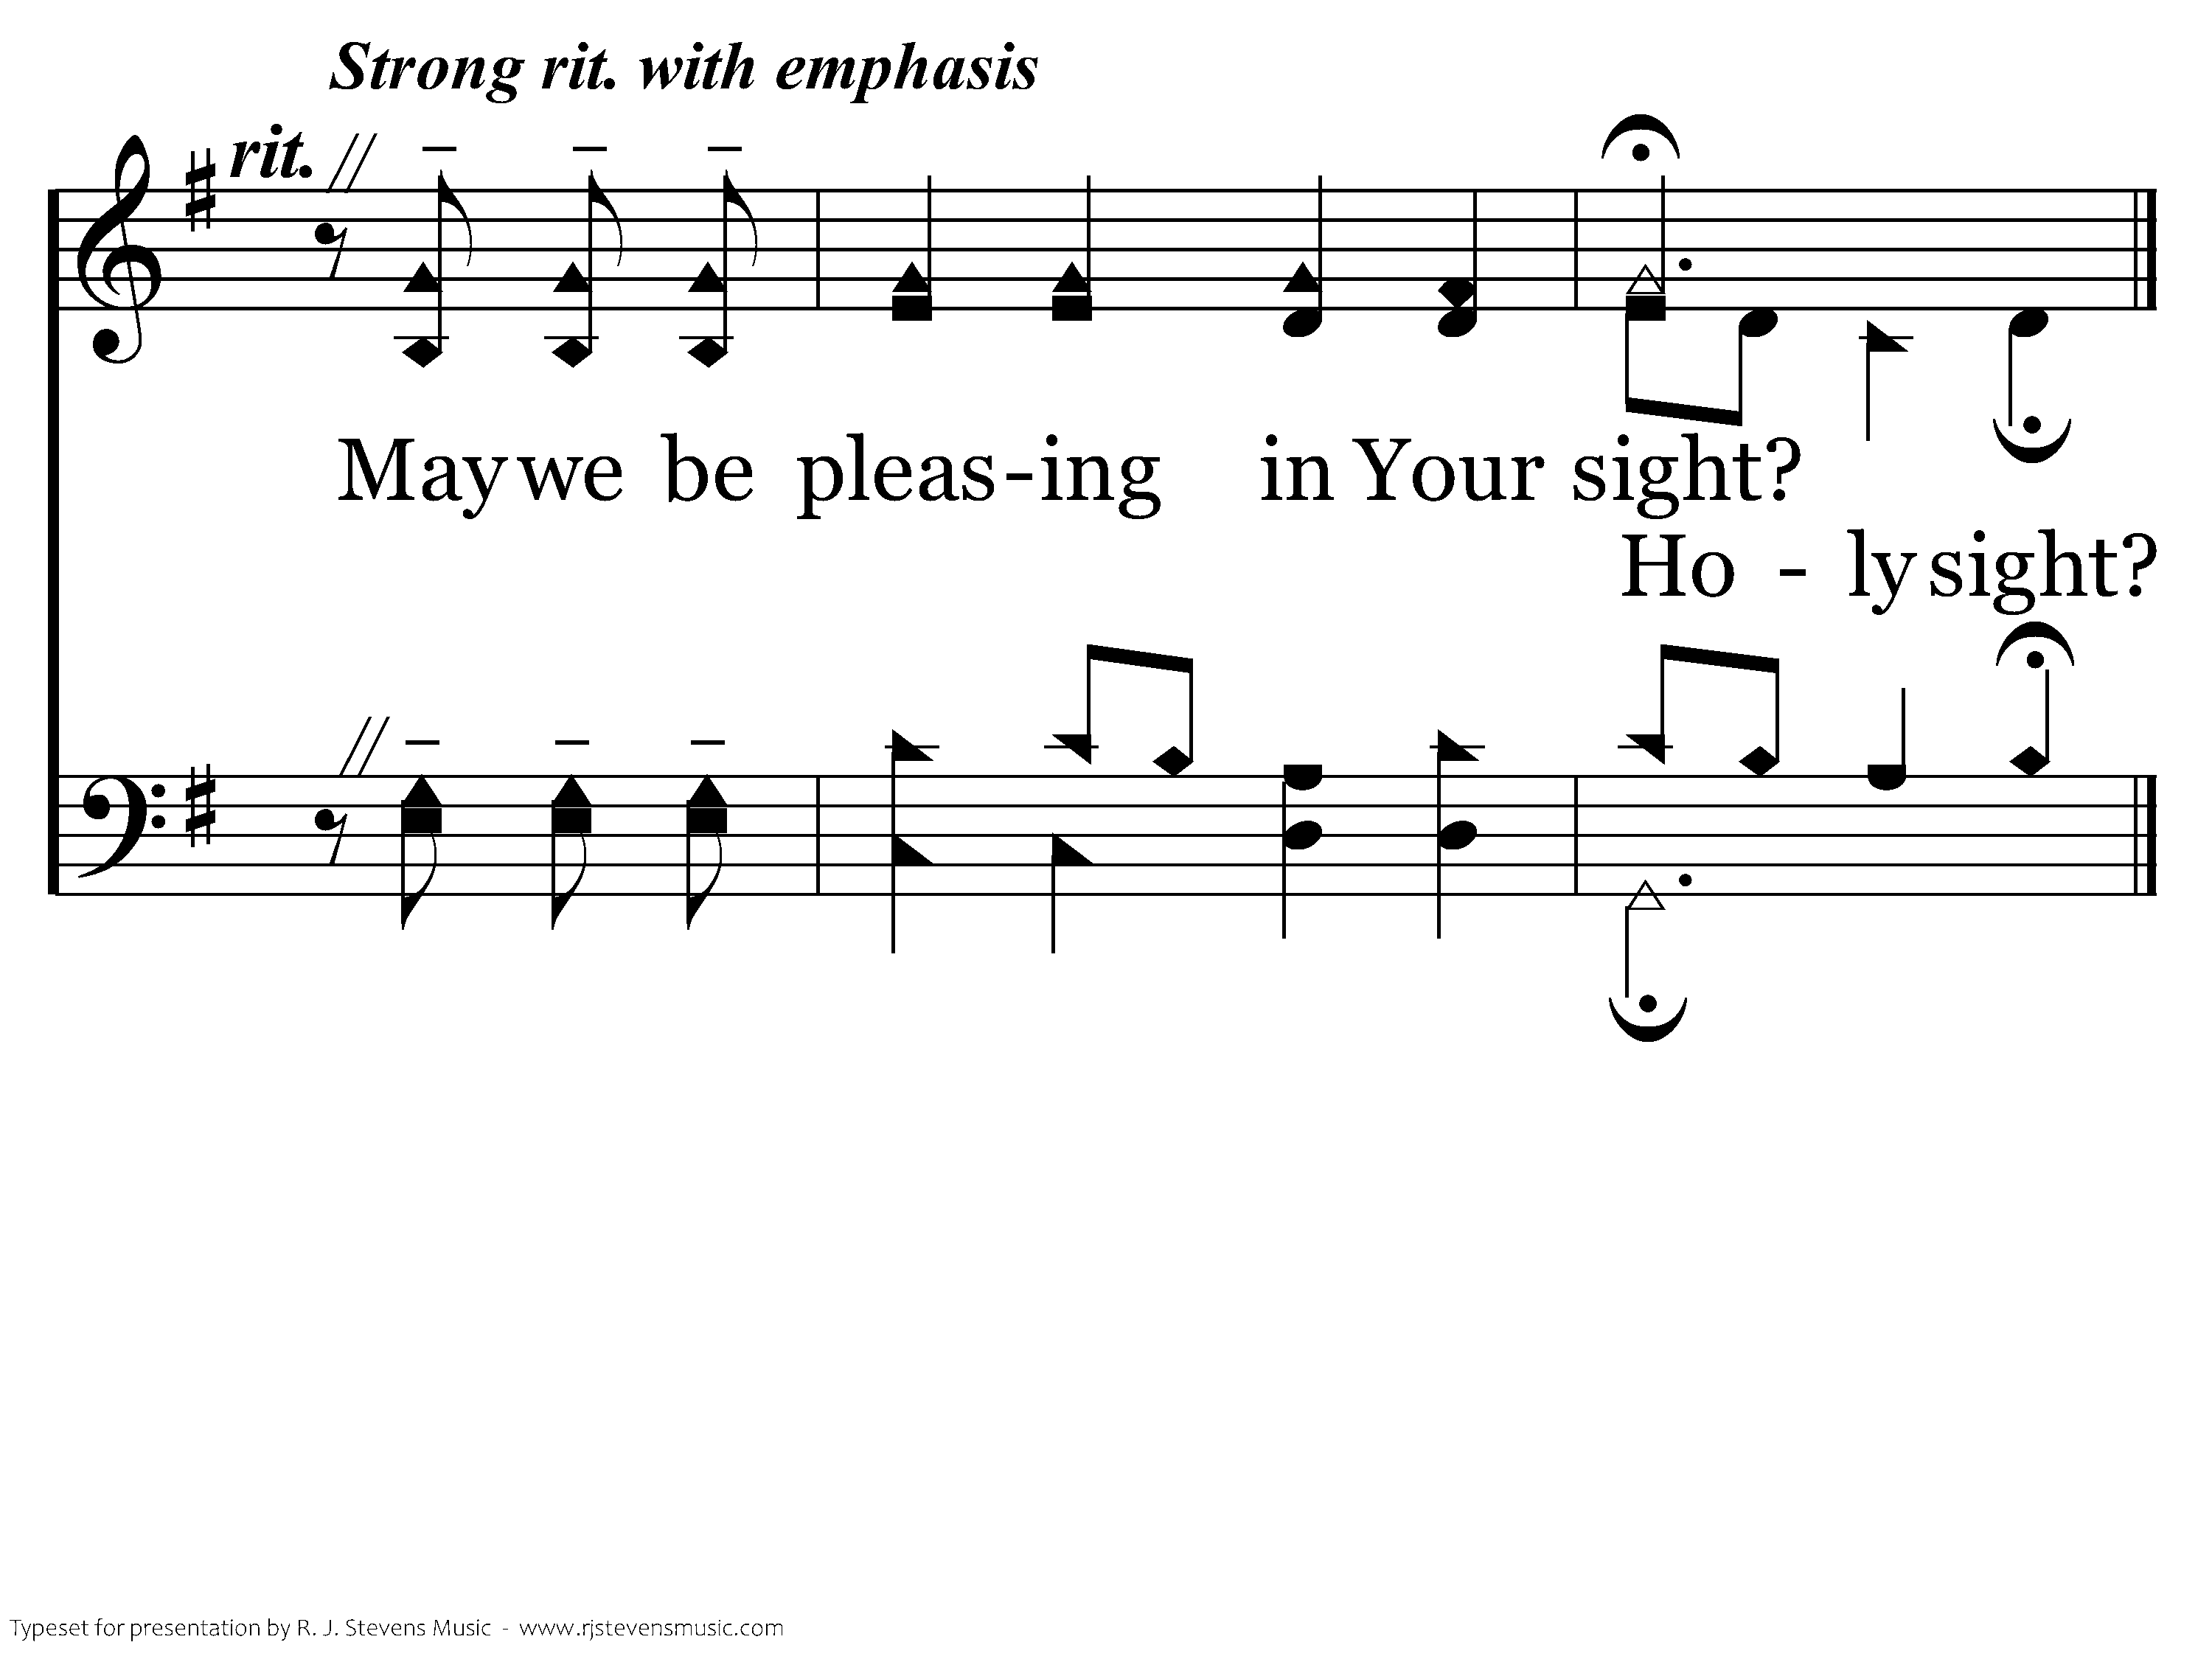 Strong rit. with emphasis
rit.
May we be pleas-ing in Your sight?
Ho - ly sight?
Typeset for presentation by R. J. Stevens Music - www.rjstevensmusic.com